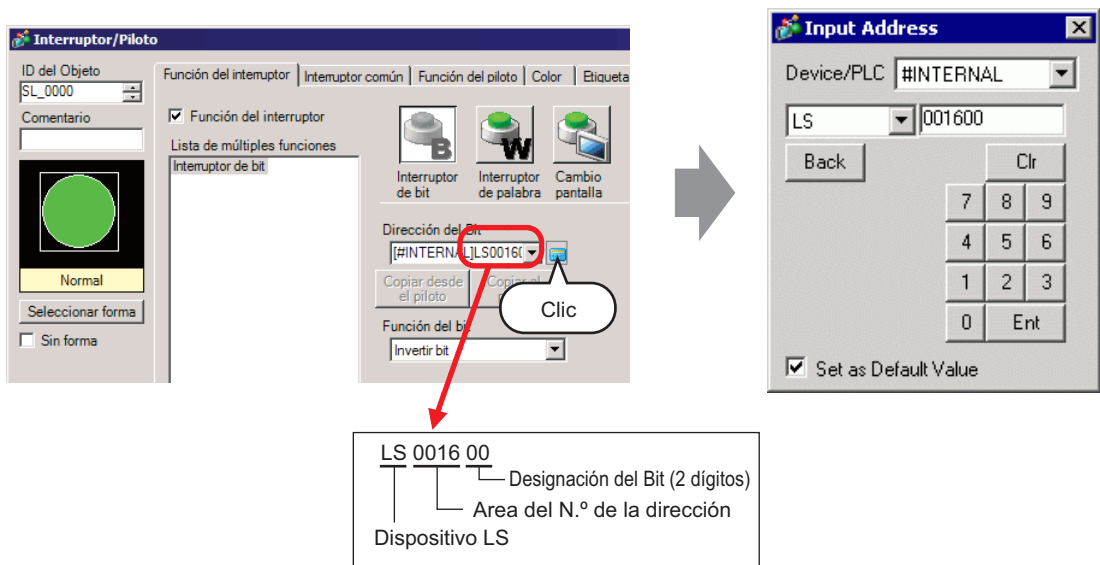 Interruptor/Piloto
ID del Objeto
SL_0000
Comentario
Normal
Seleccionar forma
Sin forma
Función del interruptor
Interruptor común
Función del piloto
Color
Etiqueta
Función del interruptor
Lista de múltiples funciones
Interruptor de bit
B
W
Interruptor
de bit
Interruptor
de palabra
Cambio
pantalla
Dirección del Bit
[#INTERNAL]LS00160
Copiar desde
el piloto
Copiar al
Clic
Función del bit
Invertir bit
Input Address
Device/PLC #INTERNAL
LS 001600
Back Clr
7 8 9
4 5 6
1 2 3
0 Ent
Set as Default Value
LS 0016 00
Designación del Bit (2 dígitos)
Area del N.º de la dirección
Dispositivo LS